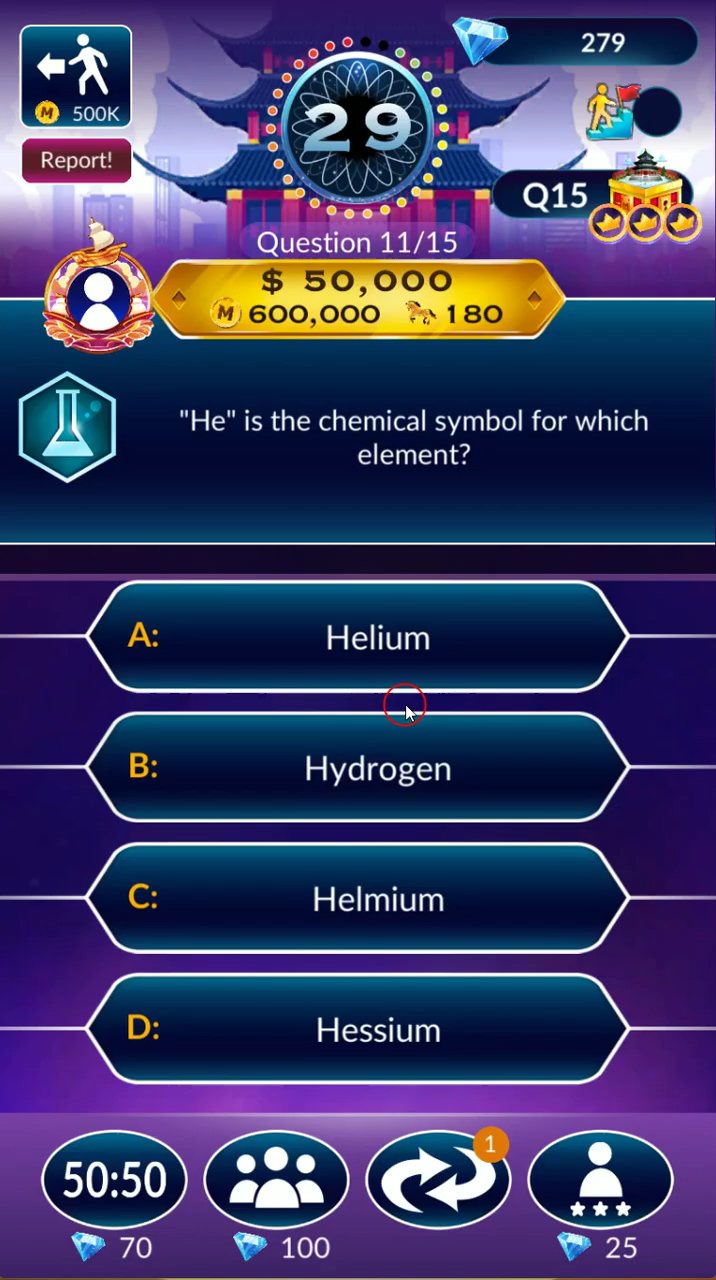 279
500K
29
Report!
Q15
Question 11/15
$ 50,000
M 600,000 180
"He" is the chemical symbol for which
element?
A: Helium
B: Hydrogen
C: Helmium
D: Hessium
1
50:50
70 100 25